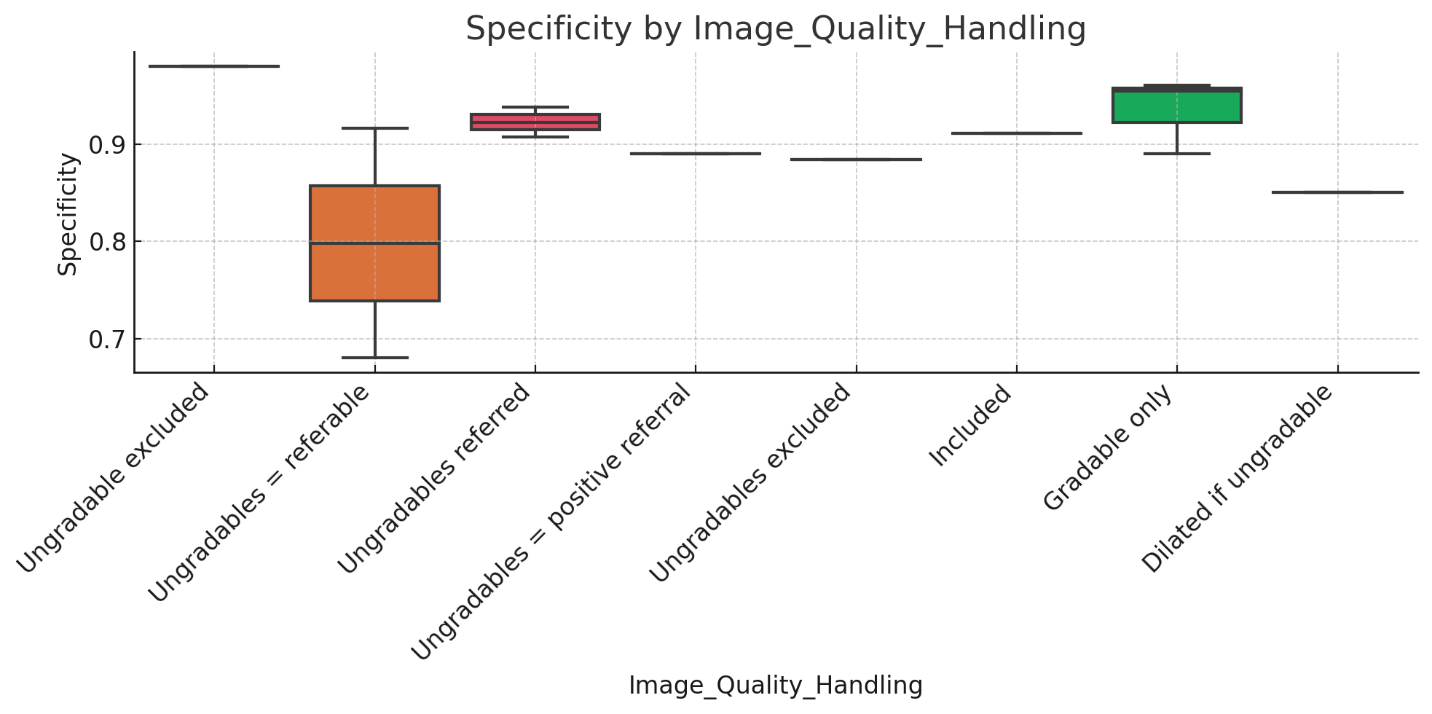 Specificity by Image_Quality_Handling
Specificity
0.9
0.8
0.7
Ungradable excluded
Ungradables = referable
Ungradables referred
Ungradables = positive referral
Ungradables excluded
Included
Gradable only
Dilated if ungradable
Image_Quality_Handling